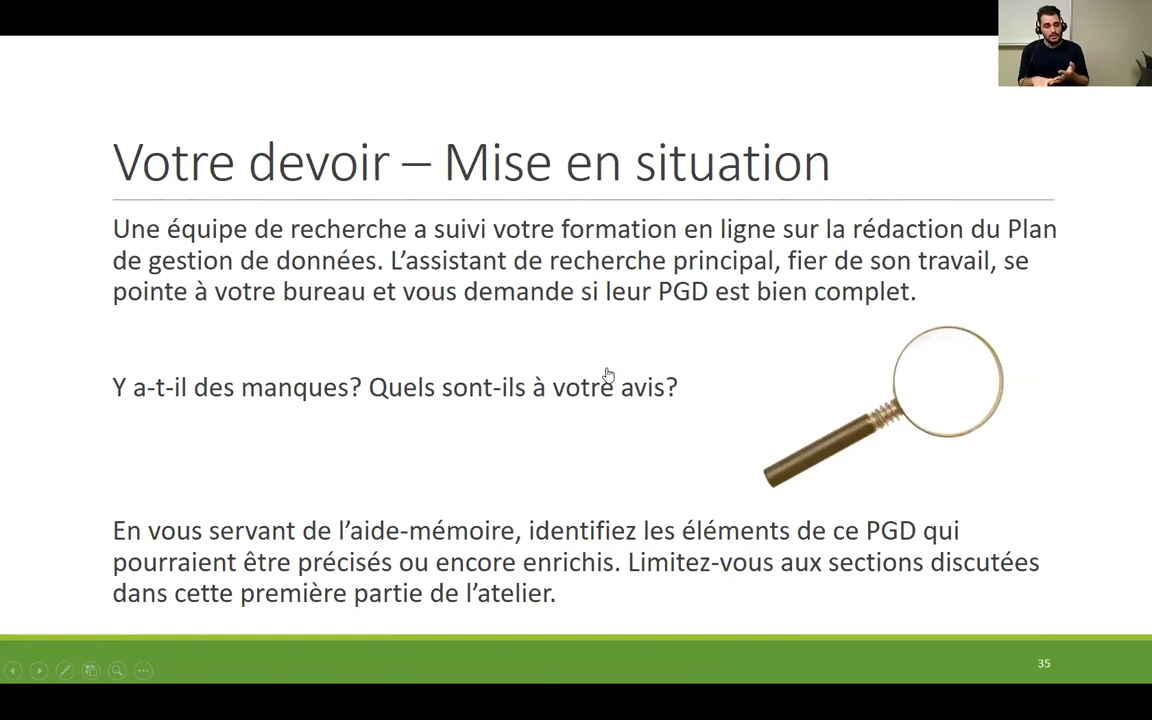 Votre devoir – Mise en situation
Une équipe de recherche a suivi votre formation en ligne sur la rédaction du Plan
de gestion de données. L’assistant de recherche principal, fier de son travail, se
pointe à votre bureau et vous demande si leur PGD est bien complet.
Y a-t-il des manques? Quels sont-ils à votre avis?
En vous servant de l’aide-mémoire, identifiez les éléments de ce PGD qui
pourraient être précisés ou encore enrichis. Limitez-vous aux sections discutées
dans cette première partie de l’atelier.
35